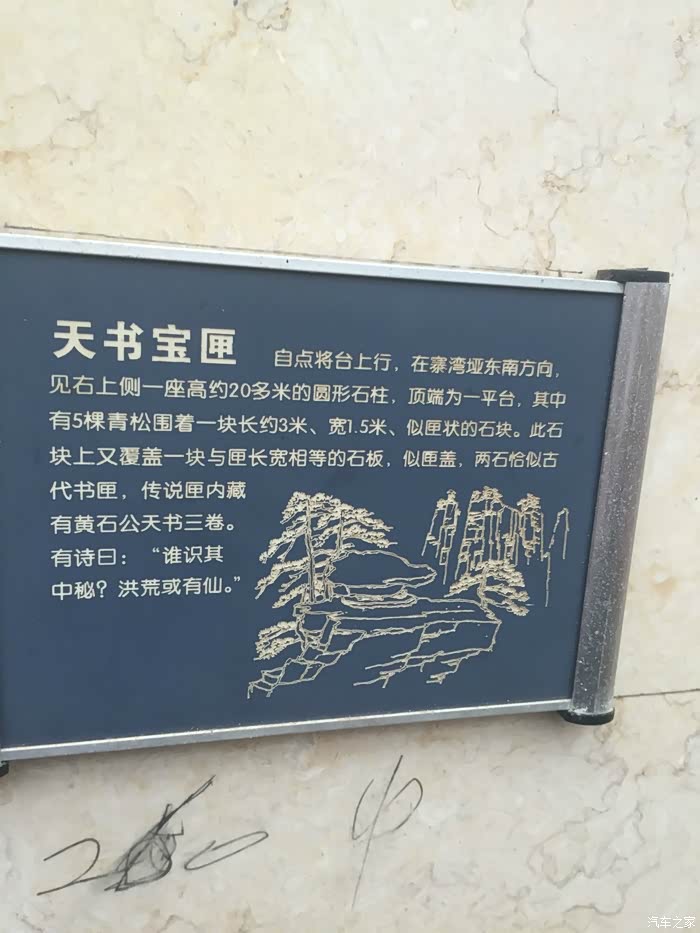 天书宝匣
自点将台上行，在寨湾垭东南方向，
见右上侧一座高约20多米的圆形石柱，顶端为一平台，其中
有5棵青松围着一块长约3米、宽1.5米、似匣状的石块。此石
块上又覆盖一块与匣长宽相等的石板，似匣盖，两石恰似古
代书匣，传说匣内藏
有黄石公天书三卷。
有诗曰：“谁识其
中秘？洪荒或有仙。”
汽车之家